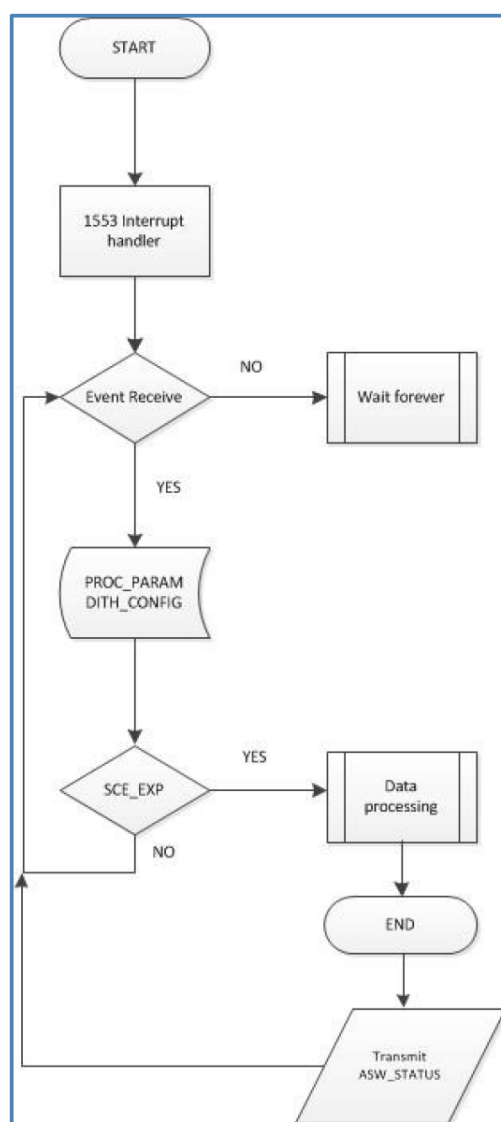 START
1553 Interrupt
handler
Event Receive
NO
Wait forever
YES
PROC_PARAM
DITH_CONFIG
SCE_EXP
YES
Data
processing
NO
END
Transmit
ASW_STATUS